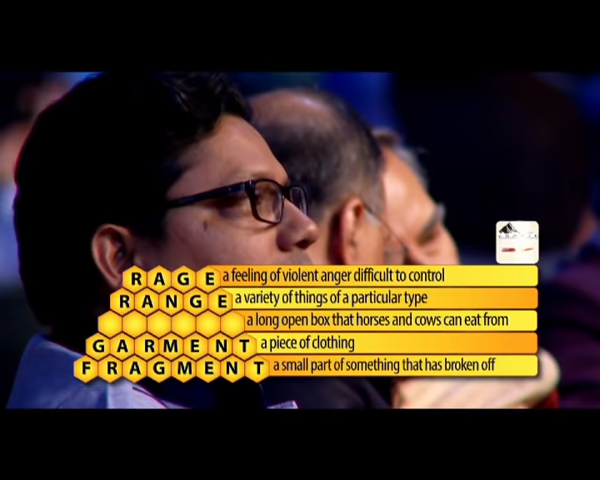 RAGE a feeling of violent anger difficult to control
RANGE a variety of things of a particular type
a long open box that horses and cows can eat from
GARMENT a piece of clothing
FRAGMENT a small part of something that has broken off